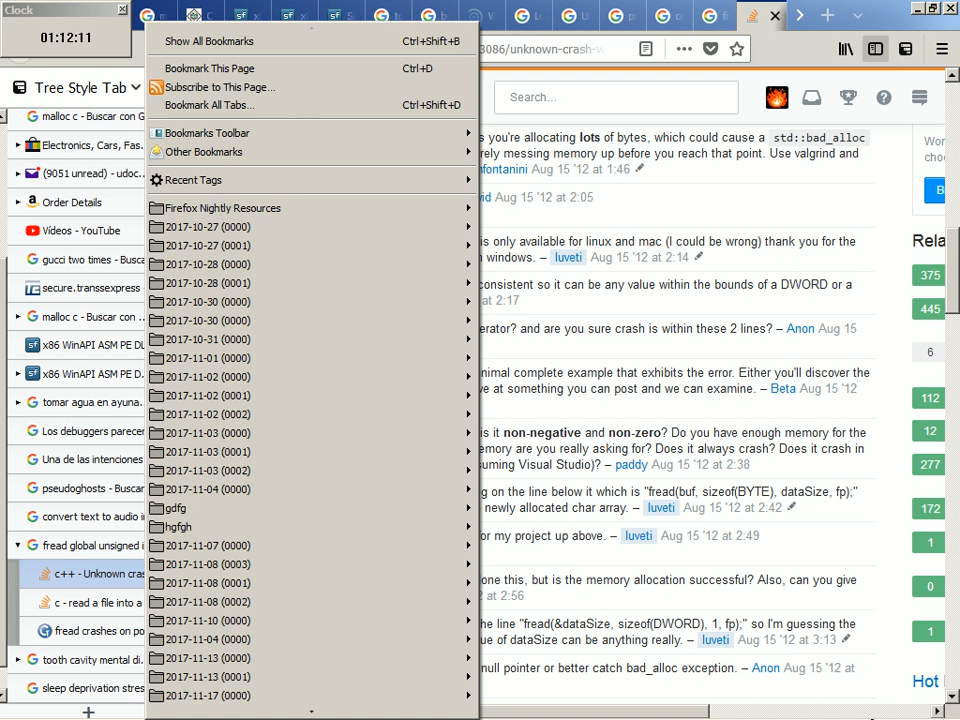 Clock
01:12:11
3086/unknown-crash-w
Tree Style Tab
malloc c - Buscar con G
Electronics, Cars, Fas
(9051 unread) - udoc
Order Details
Vídeos - YouTube
gucci two times - Busca
secure.transsexpress
malloc c - Buscar con
x86 WinAPI ASM PE DL
x86 WinAPI ASM PE D
tomar agua en ayuna
Los debuggers parecen
Una de las intenciones
pseudoghosts - Buscar
convert text to audio i
fread global unsigned i
c++ - Unknown cras
c - read a file into a
fread crashes on po
tooth cavity mental di
sleep deprivation stres
Show All Bookmarks Ctrl+Shift+B
Bookmark This Page Ctrl+D
Subscribe to This Page...
Bookmark All Tabs... Ctrl+Shift+D
Bookmarks Toolbar
Other Bookmarks
Recent Tags
Firefox Nightly Resources
2017-10-27 (0000)
2017-10-27 (0001)
2017-10-28 (0000)
2017-10-28 (0001)
2017-10-30 (0000)
2017-10-30 (0000)
2017-10-31 (0000)
2017-11-01 (0000)
2017-11-02 (0000)
2017-11-02 (0001)
2017-11-02 (0002)
2017-11-03 (0000)
2017-11-03 (0001)
2017-11-03 (0002)
2017-11-04 (0000)
gdfg
hgfgh
2017-11-07 (0000)
2017-11-08 (0003)
2017-11-08 (0001)
2017-11-08 (0002)
2017-11-10 (0000)
2017-11-04 (0000)
2017-11-13 (0000)
2017-11-13 (0001)
2017-11-17 (0000)
Search...
s you're allocating lots of bytes, which could cause a std::bad_alloc
rely messing memory up before you reach that point. Use valgrind and
nfontanini Aug 15 '12 at 1:46
vid Aug 15 '12 at 2:05
is only available for linux and mac (I could be wrong) thank you for the
n windows. – luveti Aug 15 '12 at 2:14
consistent so it can be any value within the bounds of a DWORD or a
at 2:17
erator? and are you sure crash is within these 2 lines? – Anon Aug 15
nimal complete example that exhibits the error. Either you'll discover the
ve at something you can post and we can examine. – Beta Aug 15 '12
is it non-negative and non-zero? Do you have enough memory for the
emory are you really asking for? Does it always crash? Does it crash in
suming Visual Studio)? – paddy Aug 15 '12 at 2:38
g on the line below it which is "fread(buf, sizeof(BYTE), dataSize, fp);"
newly allocated char array. – luveti Aug 15 '12 at 2:42
for my project up above. – luveti Aug 15 '12 at 2:49
one this, but is the memory allocation successful? Also, can you give
at 2:56
he line "fread(&dataSize, sizeof(DWORD), 1, fp);" so I'm guessing the
ue of dataSize can be anything really. – luveti Aug 15 '12 at 3:13
null pointer or better catch bad_alloc exception. – Anon Aug 15 '12 at
Wor
choo
B
Rela
375
445
6
112
12
277
172
1
0
1
Hot